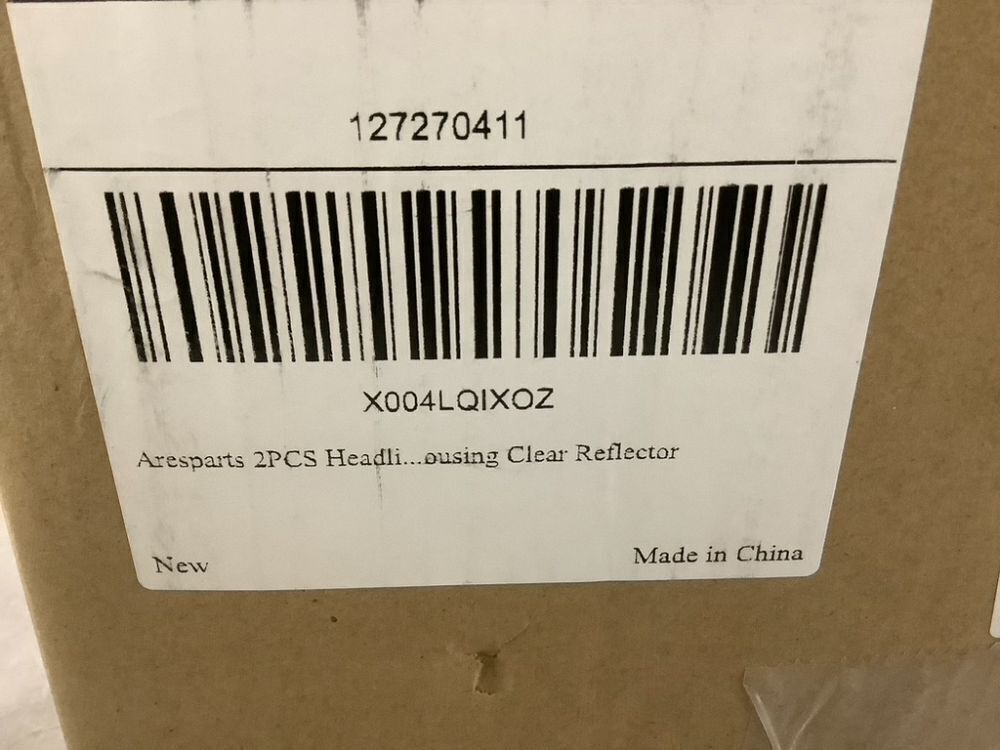 127270411
X004LQIXOZ
Aresparts 2PCS Headli...ousing Clear Reflector
New
Made in China